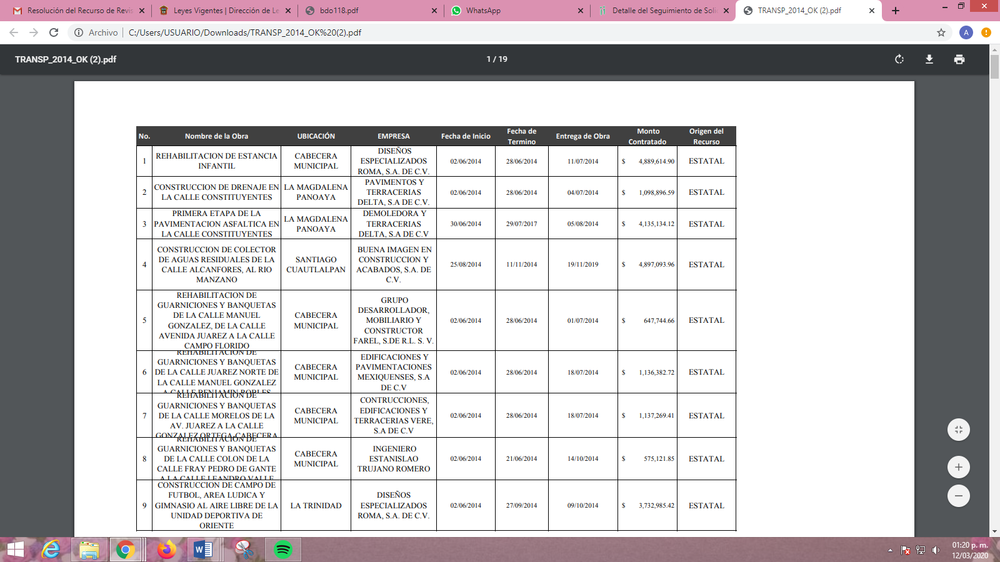 Resolución del Recurso de Revis
Leyes Vigentes | Dirección de Le
bdo118.pdf
WhatsApp
Detalle del Seguimiento de Soli
TRANSP_2014_OK (2).pdf
Archivo
C:/Users/USUARIO/Downloads/TRANSP_2014_OK%20(2).pdf
A
TRANSP_2014_OK (2).pdf
1 / 19
No.
Nombre de la Obra
UBICACIÓN
EMPRESA
Fecha de Inicio
Fecha de
Termino
Entrega de Obra
Monto
Contratado
Origen del
Recurso
1
REHABILITACION DE ESTANCIA
INFANTIL
CABECERA
MUNICIPAL
DISEÑOS
ESPECIALIZADOS
ROMA, S.A. DE C.V.
02/06/2014
28/06/2014
11/07/2014
$ 4,889,614.90
ESTATAL
2
CONSTRUCCION DE DRENAJE EN
LA CALLE CONSTITUYENTES
LA MAGDALENA
PANOAYA
PAVIMENTOS Y
TERRACERIAS
DELTA, S.A DE C.V.
02/06/2014
28/06/2014
04/07/2014
$ 1,098,896.59
ESTATAL
3
PRIMERA ETAPA DE LA
PAVIMENTACION ASFALTICA EN
LA CALLE CONSTITUYENTES
LA MAGDALENA
PANOAYA
DEMOLEDORA Y
TERRACERIAS
DELTA, S.A DE C.V
30/06/2014
29/07/2017
05/08/2014
$ 4,135,134.12
ESTATAL
4
CONSTRUCCION DE COLECTOR
DE AGUAS RESIDUALES DE LA
CALLE ALCANFORES, AL RIO
MANZANO
SANTIAGO
CUAUTLALPAN
BUENA IMAGEN EN
CONSTRUCCION Y
ACABADOS, S.A. DE
C.V.
25/08/2014
11/11/2014
19/11/2019
$ 4,897,093.96
ESTATAL
5
REHABILITACION DE
GUARNICIONES Y BANQUETAS
DE LA CALLE MANUEL
GONZALEZ, DE LA CALLE
AVENIDA JUAREZ A LA CALLE
CAMPO FLORIDO
CABECERA
MUNICIPAL
GRUPO
DESARROLLADOR,
MOBILIARIO Y
CONSTRUCTOR
FAREL, S.DE R.L. S. V.
02/06/2014
28/06/2014
01/07/2014
$ 647,744.66
ESTATAL
6
REHABILITACION DE
GUARNICIONES Y BANQUETAS
DE LA CALLE JUAREZ NORTE DE
LA CALLE MANUEL GONZALEZ
A CALLE BENJAMIN ROBLES
CABECERA
MUNICIPAL
EDIFICACIONES Y
PAVIMENTACIONES
MEXIQUENSES, S.A
DE C.V
02/06/2014
28/06/2014
18/07/2014
$ 1,136,382.72
ESTATAL
7
REHABILITACION DE
GUARNICIONES Y BANQUETAS
DE LA CALLE MORELOS DE LA
AV. JUAREZ A LA CALLE
GONZALEZ ORTEGA-CABECERA
CABECERA
MUNICIPAL
CONTRUCCIONES,
EDIFICACIONES Y
TERRACERIAS VERE,
S.A DE C.V
02/06/2014
28/06/2014
18/07/2014
$ 1,137,269.41
ESTATAL
8
REHABILITACION DE
GUARNICIONES Y BANQUETAS
DE LA CALLE COLON DE LA
CALLE FRAY PEDRO DE GANTE
A LA CALLE LEANDRO VALLE
CABECERA
MUNICIPAL
INGENIERO
ESTANISLAO
TRUJANO ROMERO
02/06/2014
21/06/2014
14/10/2014
$ 575,121.85
ESTATAL
9
CONSTRUCCION DE CAMPO DE
FUTBOL, AREA LUDICA Y
GIMNASIO AL AIRE LIBRE DE LA
UNIDAD DEPORTIVA DE
ORIENTE
LA TRINIDAD
DISEÑOS
ESPECIALIZADOS
ROMA, S.A. DE C.V.
02/06/2014
27/09/2014
09/10/2014
$ 3,732,985.42
ESTATAL
01:20 p. m.
12/03/2020